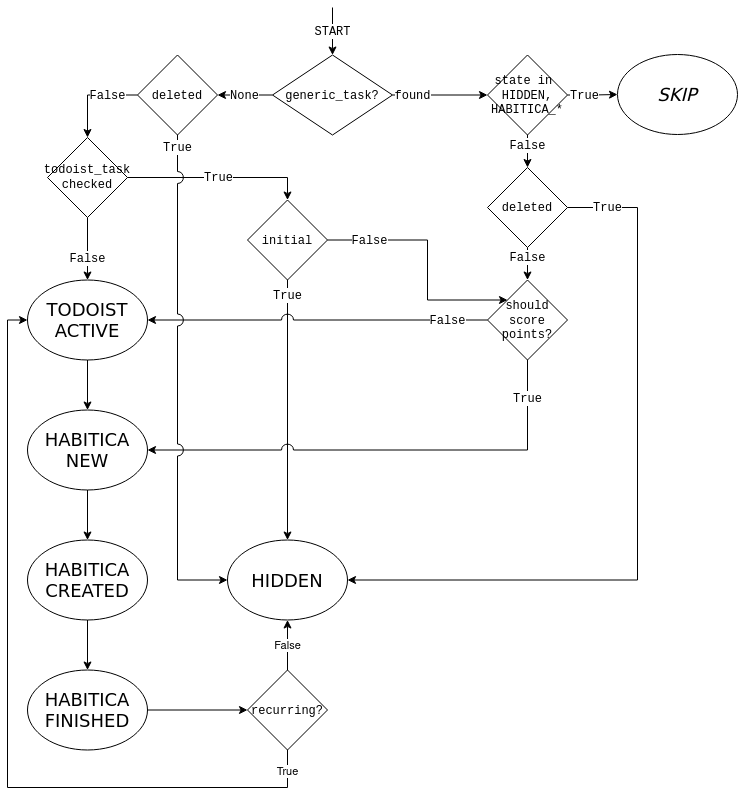 START
state in
HIDDEN,
HABITICA_*
deleted
None
generic_task?
found
True
SKIP
False
True
False
todoist_task
checked
True
deleted
True
initial
False
False
False
True
should
score
points?
False
TODOIST
ACTIVE
True
HABITICA
NEW
HABITICA
CREATED
HIDDEN
False
HABITICA
FINISHED
recurring?
True